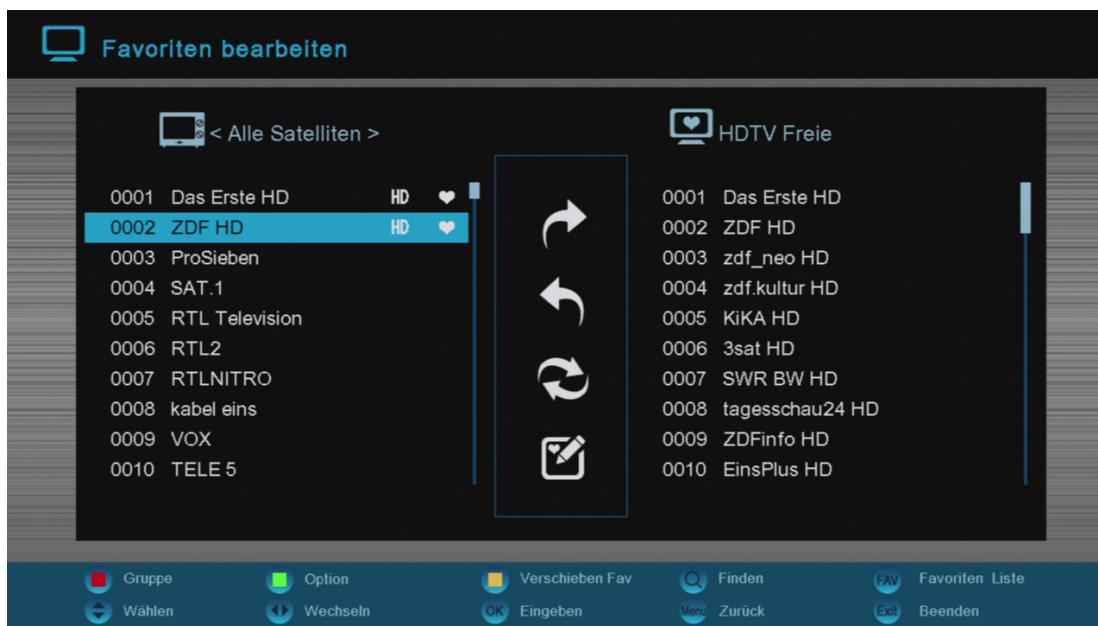 Favoriten bearbeiten
< Alle Satelliten >
0001 Das Erste HD HD
0002 ZDF HD HD
0003 ProSieben
0004 SAT.1
0005 RTL Television
0006 RTL2
0007 RTLNITRO
0008 kabel eins
0009 VOX
0010 TELE 5
HDTV Freie
0001 Das Erste HD
0002 ZDF HD
0003 zdf_neo HD
0004 zdf.kultur HD
0005 KiKA HD
0006 3sat HD
0007 SWR BW HD
0008 tagesschau24 HD
0009 ZDFinfo HD
0010 EinsPlus HD
Gruppe Option Verschieben Fav Finden FAV Favoriten Liste
Wählen Wechseln OK Eingeben Menu Zurück Exit Beenden